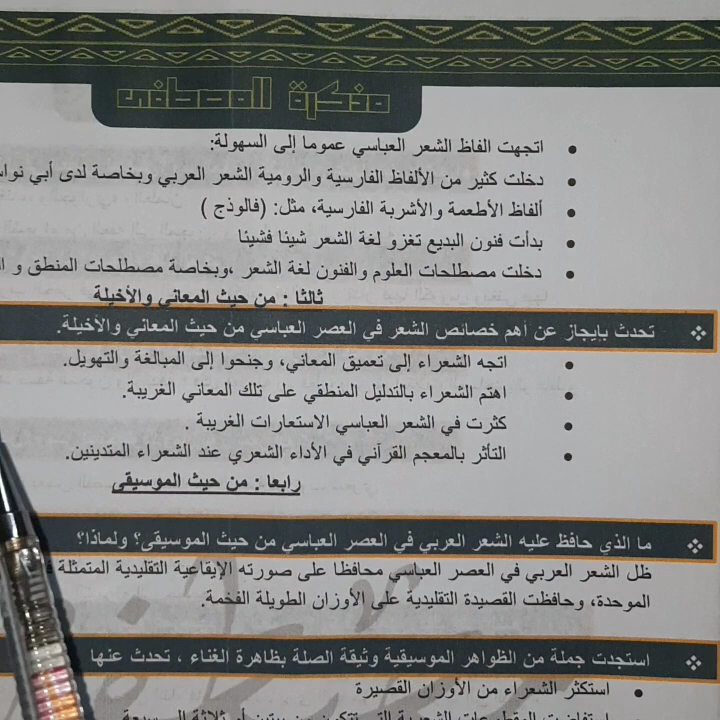 مذكرة المصطفى
• اتجهت الفاظ الشعر العباسي عموما إلى السهولة:
• دخلت كثير من الألفاظ الفارسية والرومية الشعر العربي وبخاصة لدى أبي نواس
• ألفاظ الأطعمة والأشربة الفارسية، مثل: (فالوذج )
• بدأت فنون البديع تغزو لغة الشعر شيئا فشيئا
• دخلت مصطلحات العلوم والفنون لغة الشعر ،وبخاصة مصطلحات المنطق و
ثالثا : من حيث المعاني والأخيلة
❖ تحدث بإيجاز عن أهم خصائص الشعر في العصر العباسي من حيث المعاني والأخيلة.
• اتجه الشعراء إلى تعميق المعاني، وجنحوا إلى المبالغة والتهويل.
• اهتم الشعراء بالتدليل المنطقي على تلك المعاني الغريبة.
• كثرت في الشعر العباسي الاستعارات الغريبة .
• التأثر بالمعجم القرآني في الأداء الشعري عند الشعراء المتدينين.
رابعا : من حيث الموسيقى
❖ ما الذي حافظ عليه الشعر العربي في العصر العباسي من حيث الموسيقى؟ ولماذا؟
ظل الشعر العربي في العصر العباسي محافظا على صورته الإيقاعية التقليدية المتمثلة
الموحدة، وحافظت القصيدة التقليدية على الأوزان الطويلة الفخمة.
❖ استجدت جملة من الظواهر الموسيقية وثيقة الصلة بظاهرة الغناء ، تحدث عنها
• استكثر الشعراء من الأوزان القصيرة